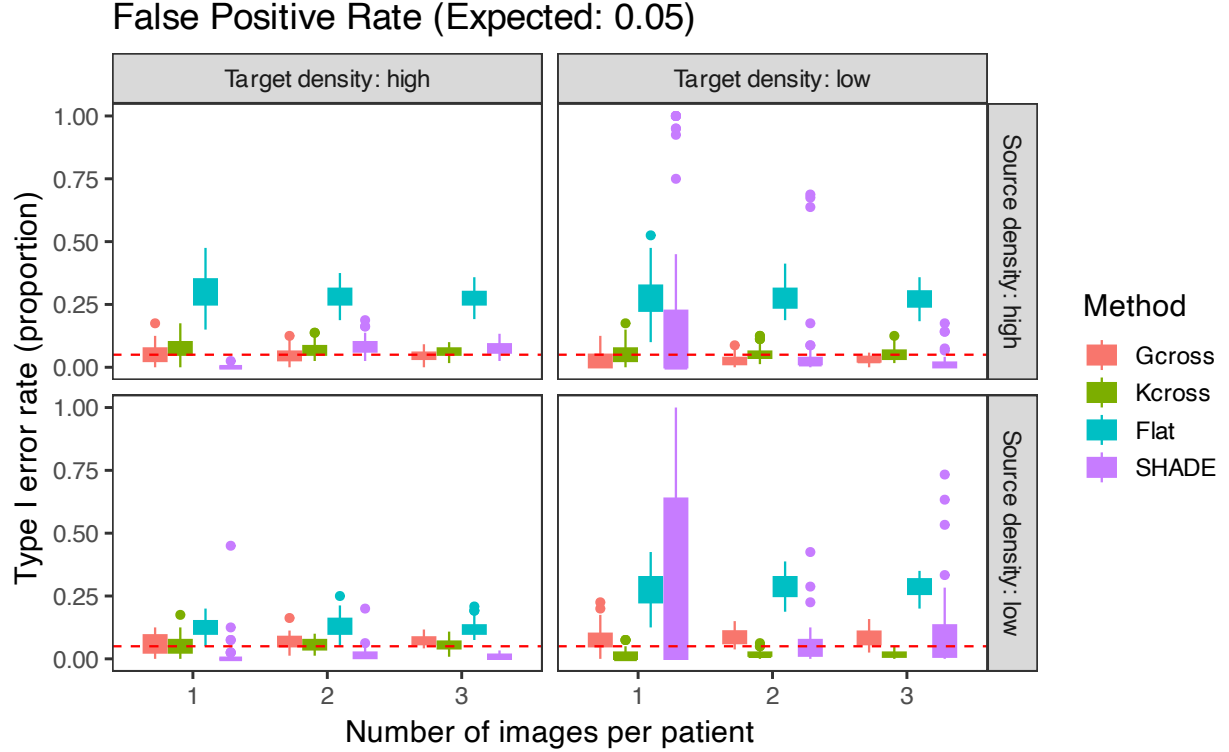 False Positive Rate (Expected: 0.05)
Target density: high
Target density: low
1.00
0.75
0.50
0.25
0.00
Source density: high
1.00
0.75
0.50
0.25
0.00
Source density: low
Type I error rate (proportion)
1 2 3
1 2 3
Number of images per patient
Method
Gcross
Kcross
Flat
SHADE